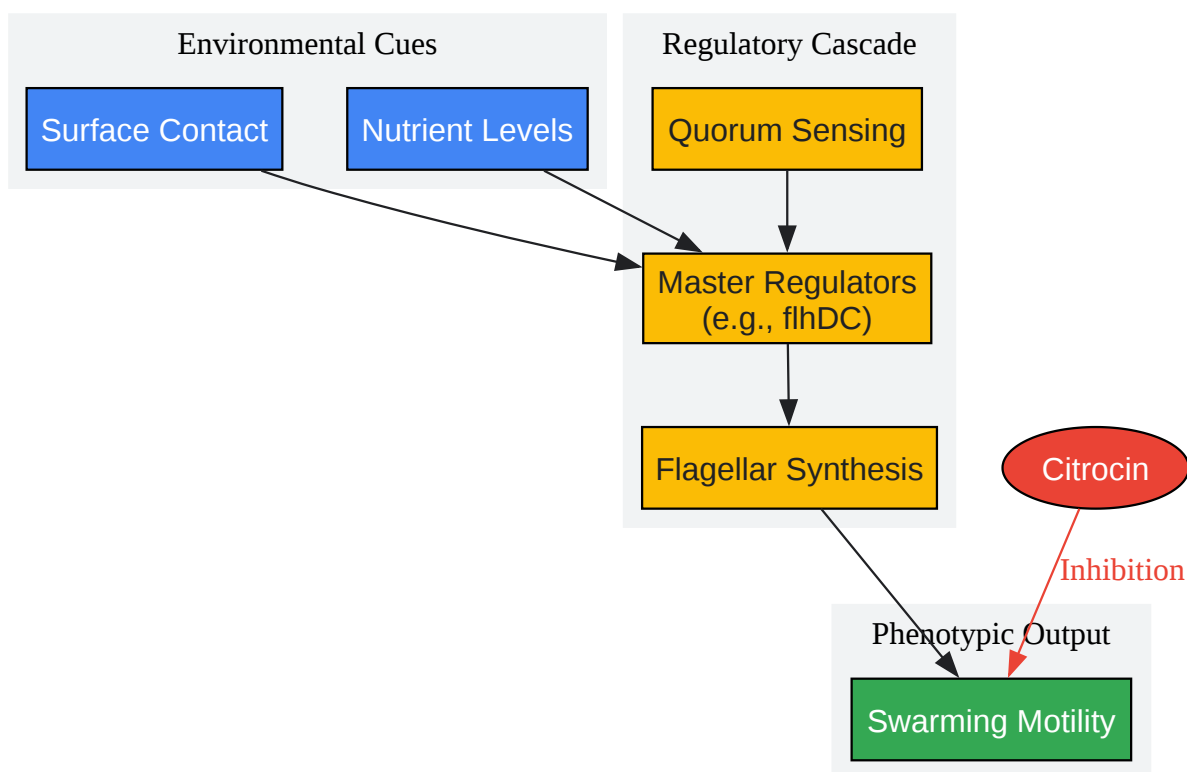 Environmental Cues
Regulatory Cascade
Surface Contact
Nutrient Levels
Quorum Sensing
Master Regulators
(e.g., flhDC)
Flagellar Synthesis
Citrocin
Inhibition
Phenotypic Output
Swarming Motility